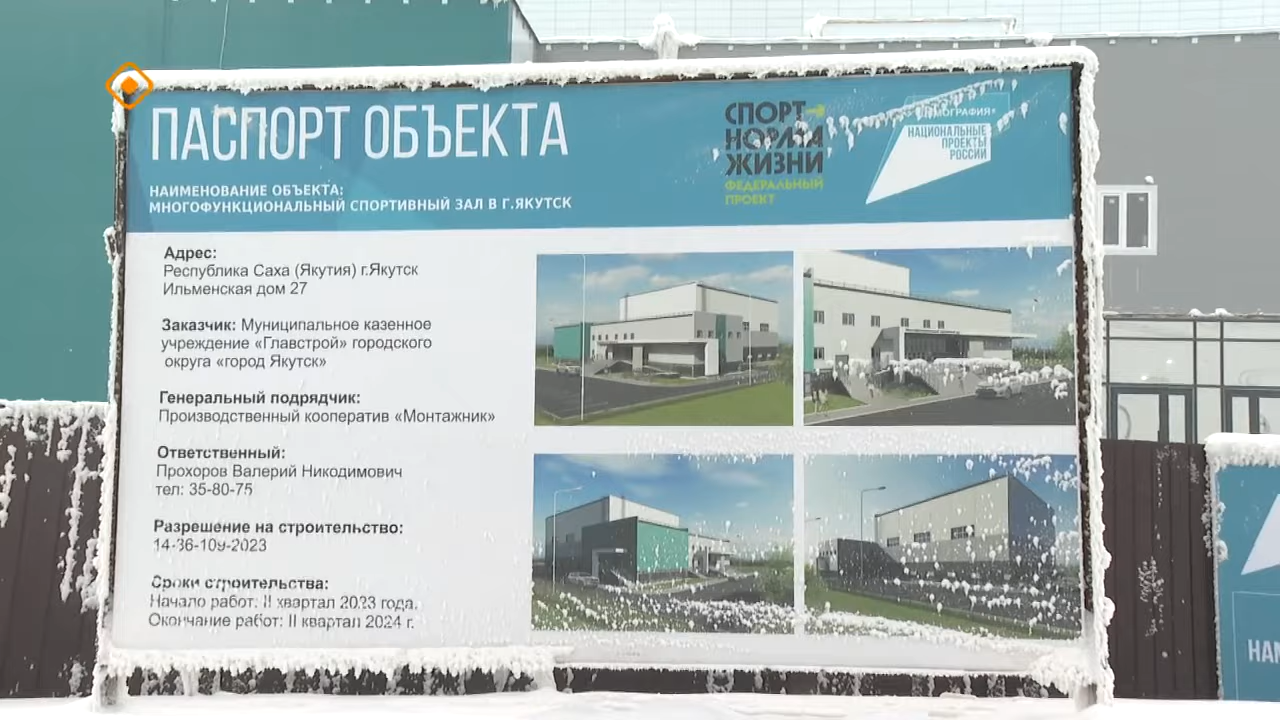 ПАСПОРТ ОБЪЕКТА
НАИМЕНОВАНИЕ ОБЪЕКТА:
МНОГОФУНКЦИОНАЛЬНЫЙ СПОРТИВНЫЙ ЗАЛ В Г.ЯКУТСК
СПОРТ
НОРМА
ЖИЗНИ
ФЕДЕРАЛЬНЫЙ
ПРОЕКТ
НАЦИОНАЛЬНЫЕ
ПРОЕКТЫ
РОССИИ
Адрес:
Республика Саха (Якутия) г.Якутск
Ильменская дом 27
Заказчик: Муниципальное казенное
учреждение «Главстрой» городского
округа «город Якутск»
Генеральный подрядчик:
Производственный кооператив «Монтажник»
Ответственный:
Прохоров Валерий Никодимович
тел: 35-80-75
Разрешение на строительство:
14-36-109-2023
Сроки строительства:
Начало работ: II квартал 2023 года.
Окончание работ: II квартал 2024 г.